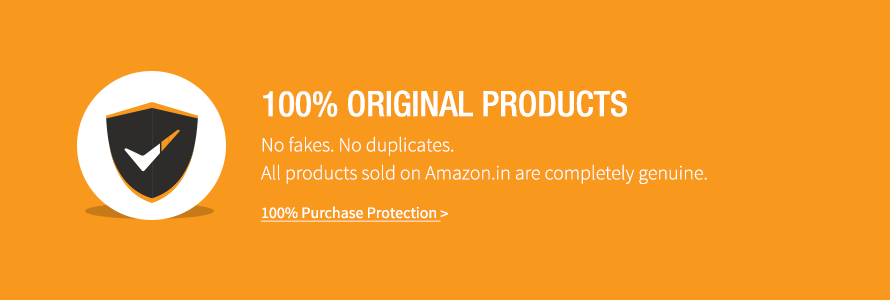 100% ORIGINAL PRODUCTS
No fakes. No duplicates.
All products sold on Amazon.in are completely genuine.
100% Purchase Protection >